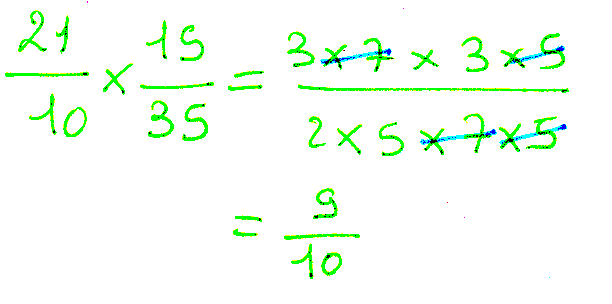 21/10 × 15/35 = 3 × 7 × 3 × 5 / 2 × 5 × 7 × 5
= 9/10